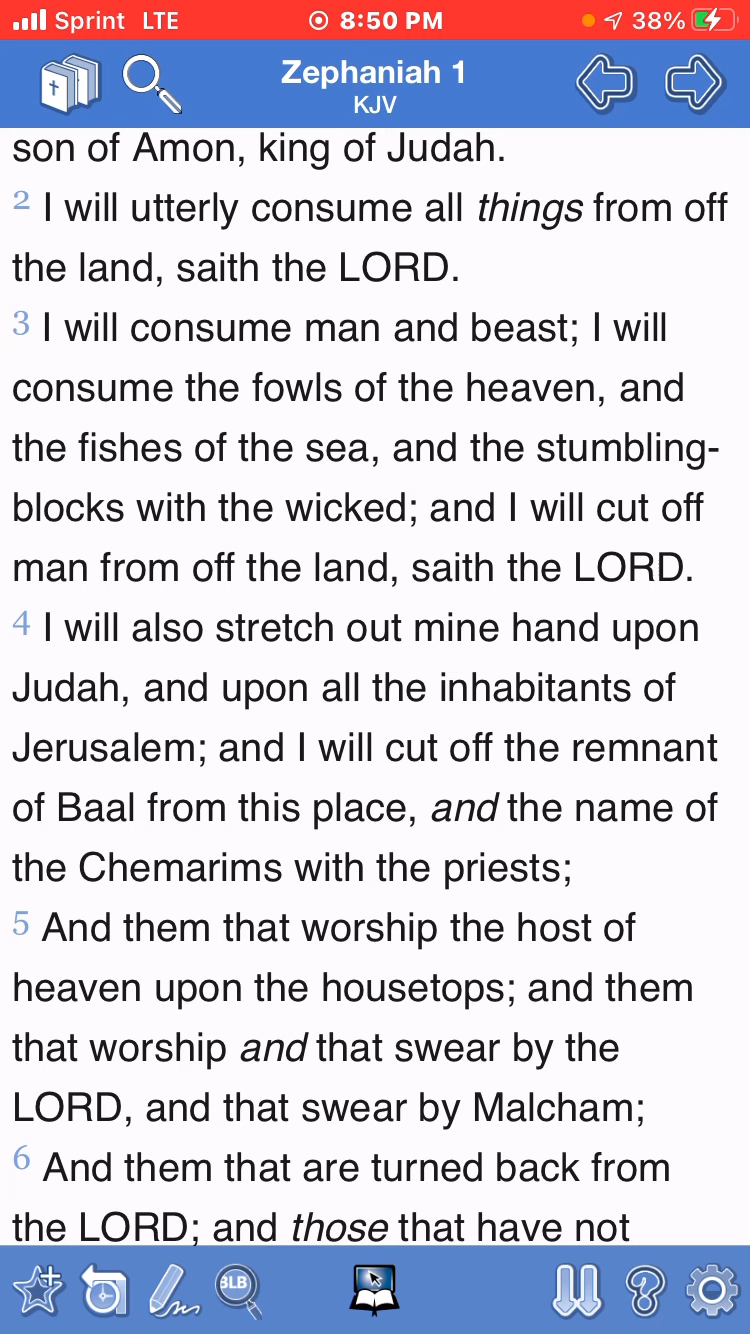 Sprint LTE 8:50 PM 38%
Zephaniah 1
KJV
son of Amon, king of Judah.
2 I will utterly consume all things from off
the land, saith the LORD.
3 I will consume man and beast; I will
consume the fowls of the heaven, and
the fishes of the sea, and the stumbling-
blocks with the wicked; and I will cut off
man from off the land, saith the LORD.
4 I will also stretch out mine hand upon
Judah, and upon all the inhabitants of
Jerusalem; and I will cut off the remnant
of Baal from this place, and the name of
the Chemarims with the priests;
5 And them that worship the host of
heaven upon the housetops; and them
that worship and that swear by the
LORD, and that swear by Malcham;
6 And them that are turned back from
the LORD; and those that have not
BLB